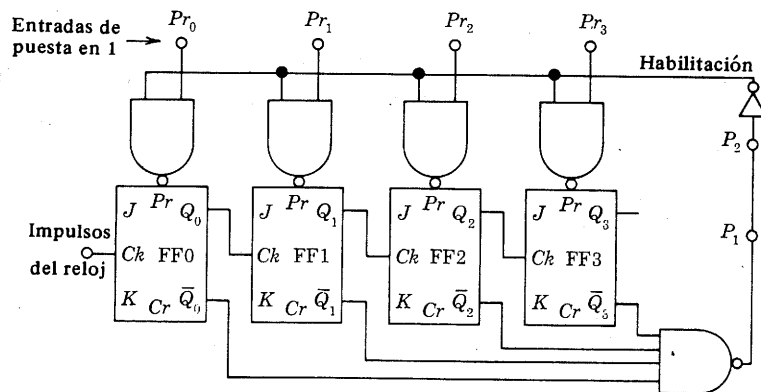 Entradas de
puesta en 1
Pr₀
Pr₁
Pr₂
Pr₃
Habilitación
P₂
P₁
Impulsos
del reloj
J Pr Q₀
Ck FF0
K Cr Q̅₀
J Pr Q₁
Ck FF1
K Cr Q̅₁
J Pr Q₂
Ck FF2
K Cr Q̅₂
J Pr Q₃
Ck FF3
K Cr Q̅₃